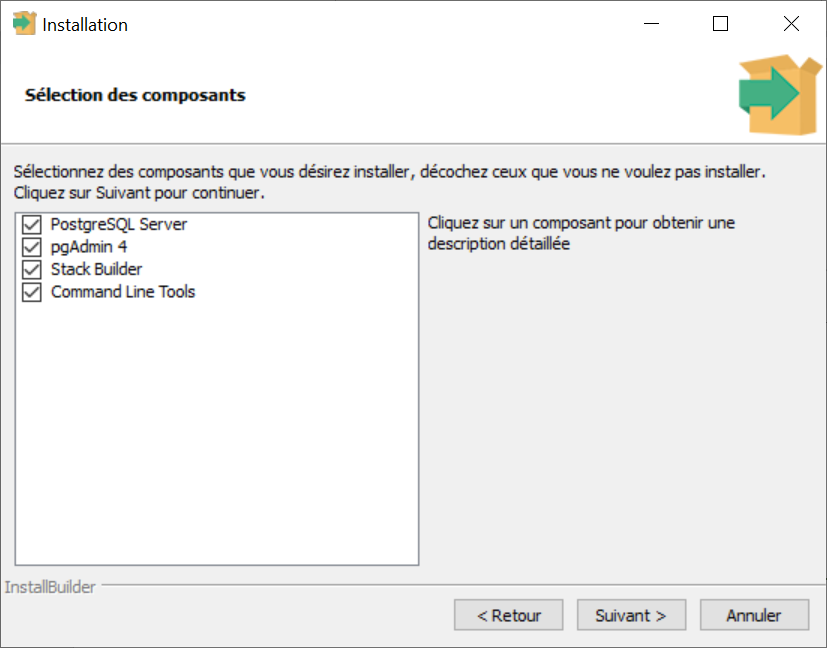 Installation
Sélection des composants
Sélectionnez des composants que vous désirez installer, décochez ceux que vous ne voulez pas installer.
Cliquez sur Suivant pour continuer.
PostgreSQL Server
pgAdmin 4
Stack Builder
Command Line Tools
Cliquez sur un composant pour obtenir une
description détaillée
InstallBuilder
< Retour
Suivant >
Annuler